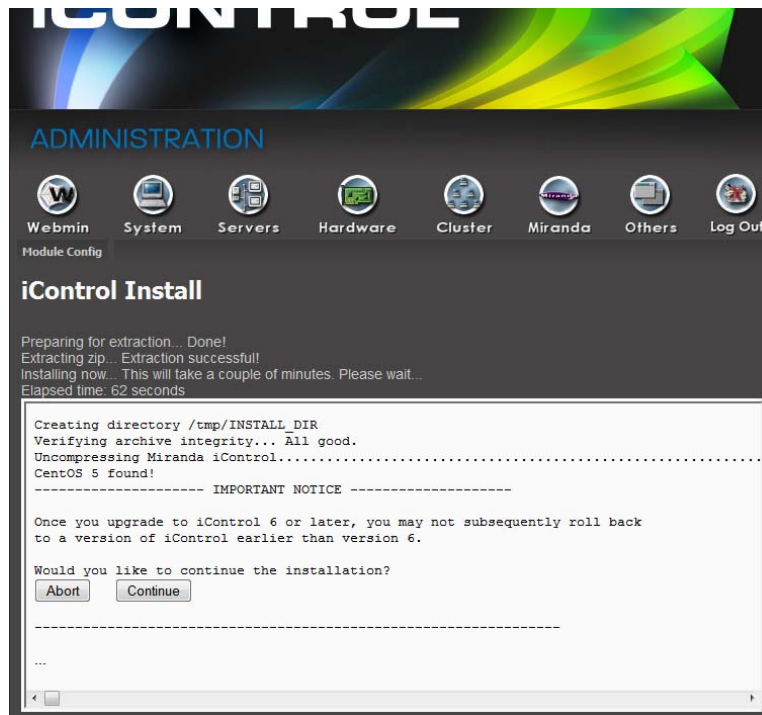 iCONTROL
ADMINISTRATION
Webmin System Servers Hardware Cluster Miranda Others Log Out
Module Config
iControl Install
Preparing for extraction... Done!
Extracting zip... Extraction successful!
Installing now... This will take a couple of minutes. Please wait...
Elapsed time: 62 seconds
Creating directory /tmp/INSTALL_DIR
Verifying archive integrity... All good.
Uncompressing Miranda iControl.............................................................
CentOS 5 found!
--------------------- IMPORTANT NOTICE --------------------
Once you upgrade to iControl 6 or later, you may not subsequently roll back
to a version of iControl earlier than version 6.
Would you like to continue the installation?
Abort Continue
-----------------------------------------------------------------
...